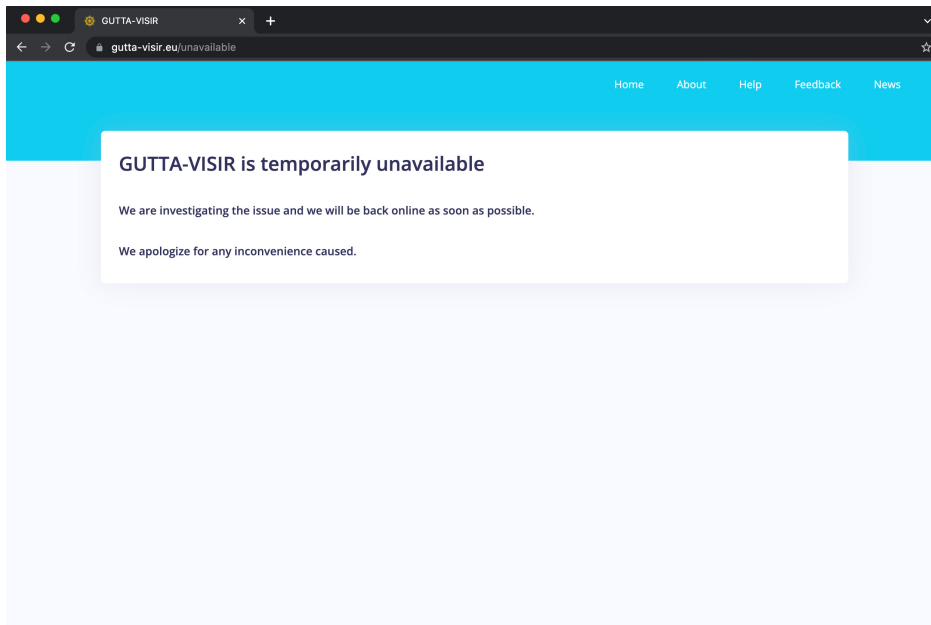 GUTTA-VISIR
gutta-visir.eu/unavailable
Home About Help Feedback News
GUTTA-VISIR is temporarily unavailable
We are investigating the issue and we will be back online as soon as possible.
We apologize for any inconvenience caused.